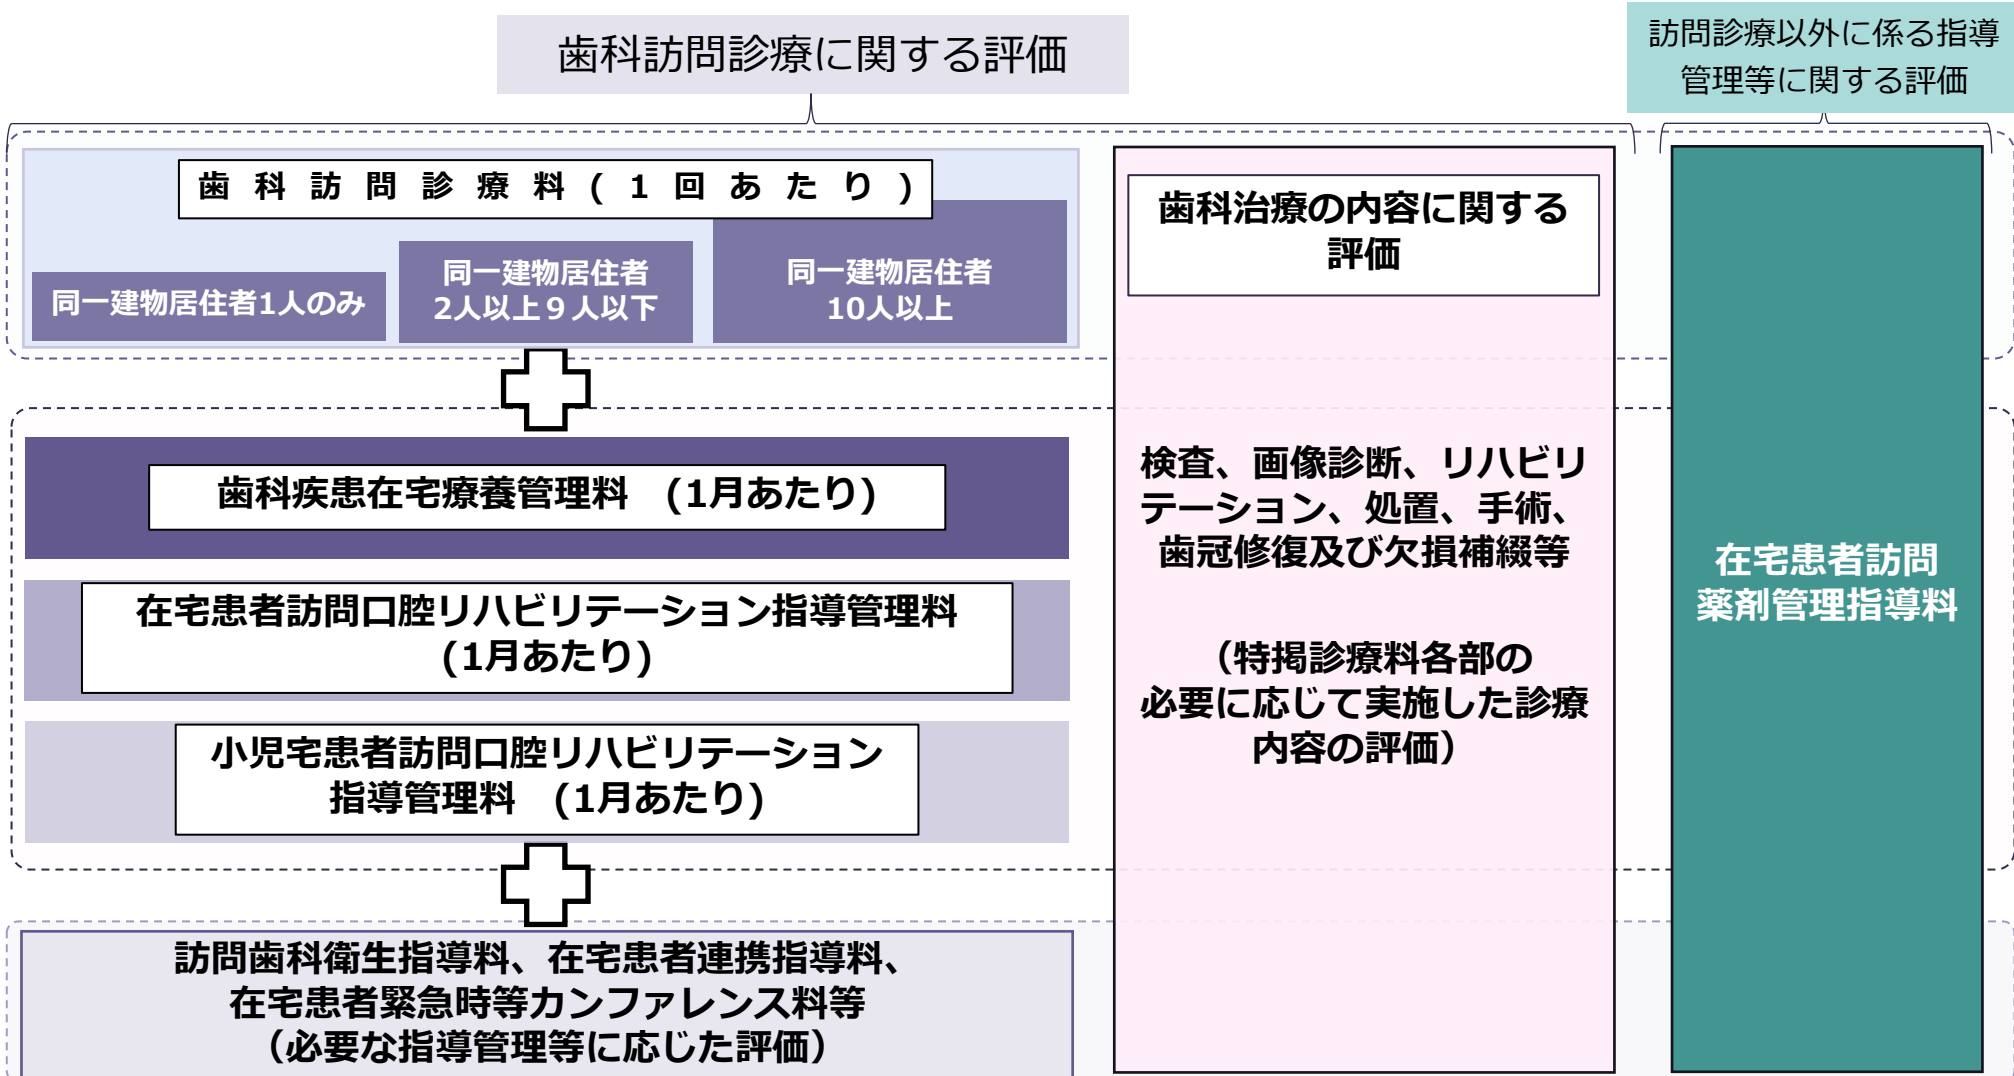 歯科訪問診療に関する評価
訪問診療以外に係る指導
管理等に関する評価
歯科訪問診療料(1回あたり)
同一建物居住者1人のみ
同一建物居住者
2人以上９人以下
同一建物居住者
10人以上
歯科疾患在宅療養管理料　(1月あたり)
在宅患者訪問口腔リハビリテーション指導管理料
(1月あたり)
小児宅患者訪問口腔リハビリテーション
指導管理料　(1月あたり)
訪問歯科衛生指導料、在宅患者連携指導料、
在宅患者緊急時等カンファレンス料等
（必要な指導管理等に応じた評価）
歯科治療の内容に関する
評価
検査、画像診断、リハビリ
テーション、処置、手術、
歯冠修復及び欠損補綴等
（特掲診療料各部の
必要に応じて実施した診療
内容の評価）
在宅患者訪問
薬剤管理指導料